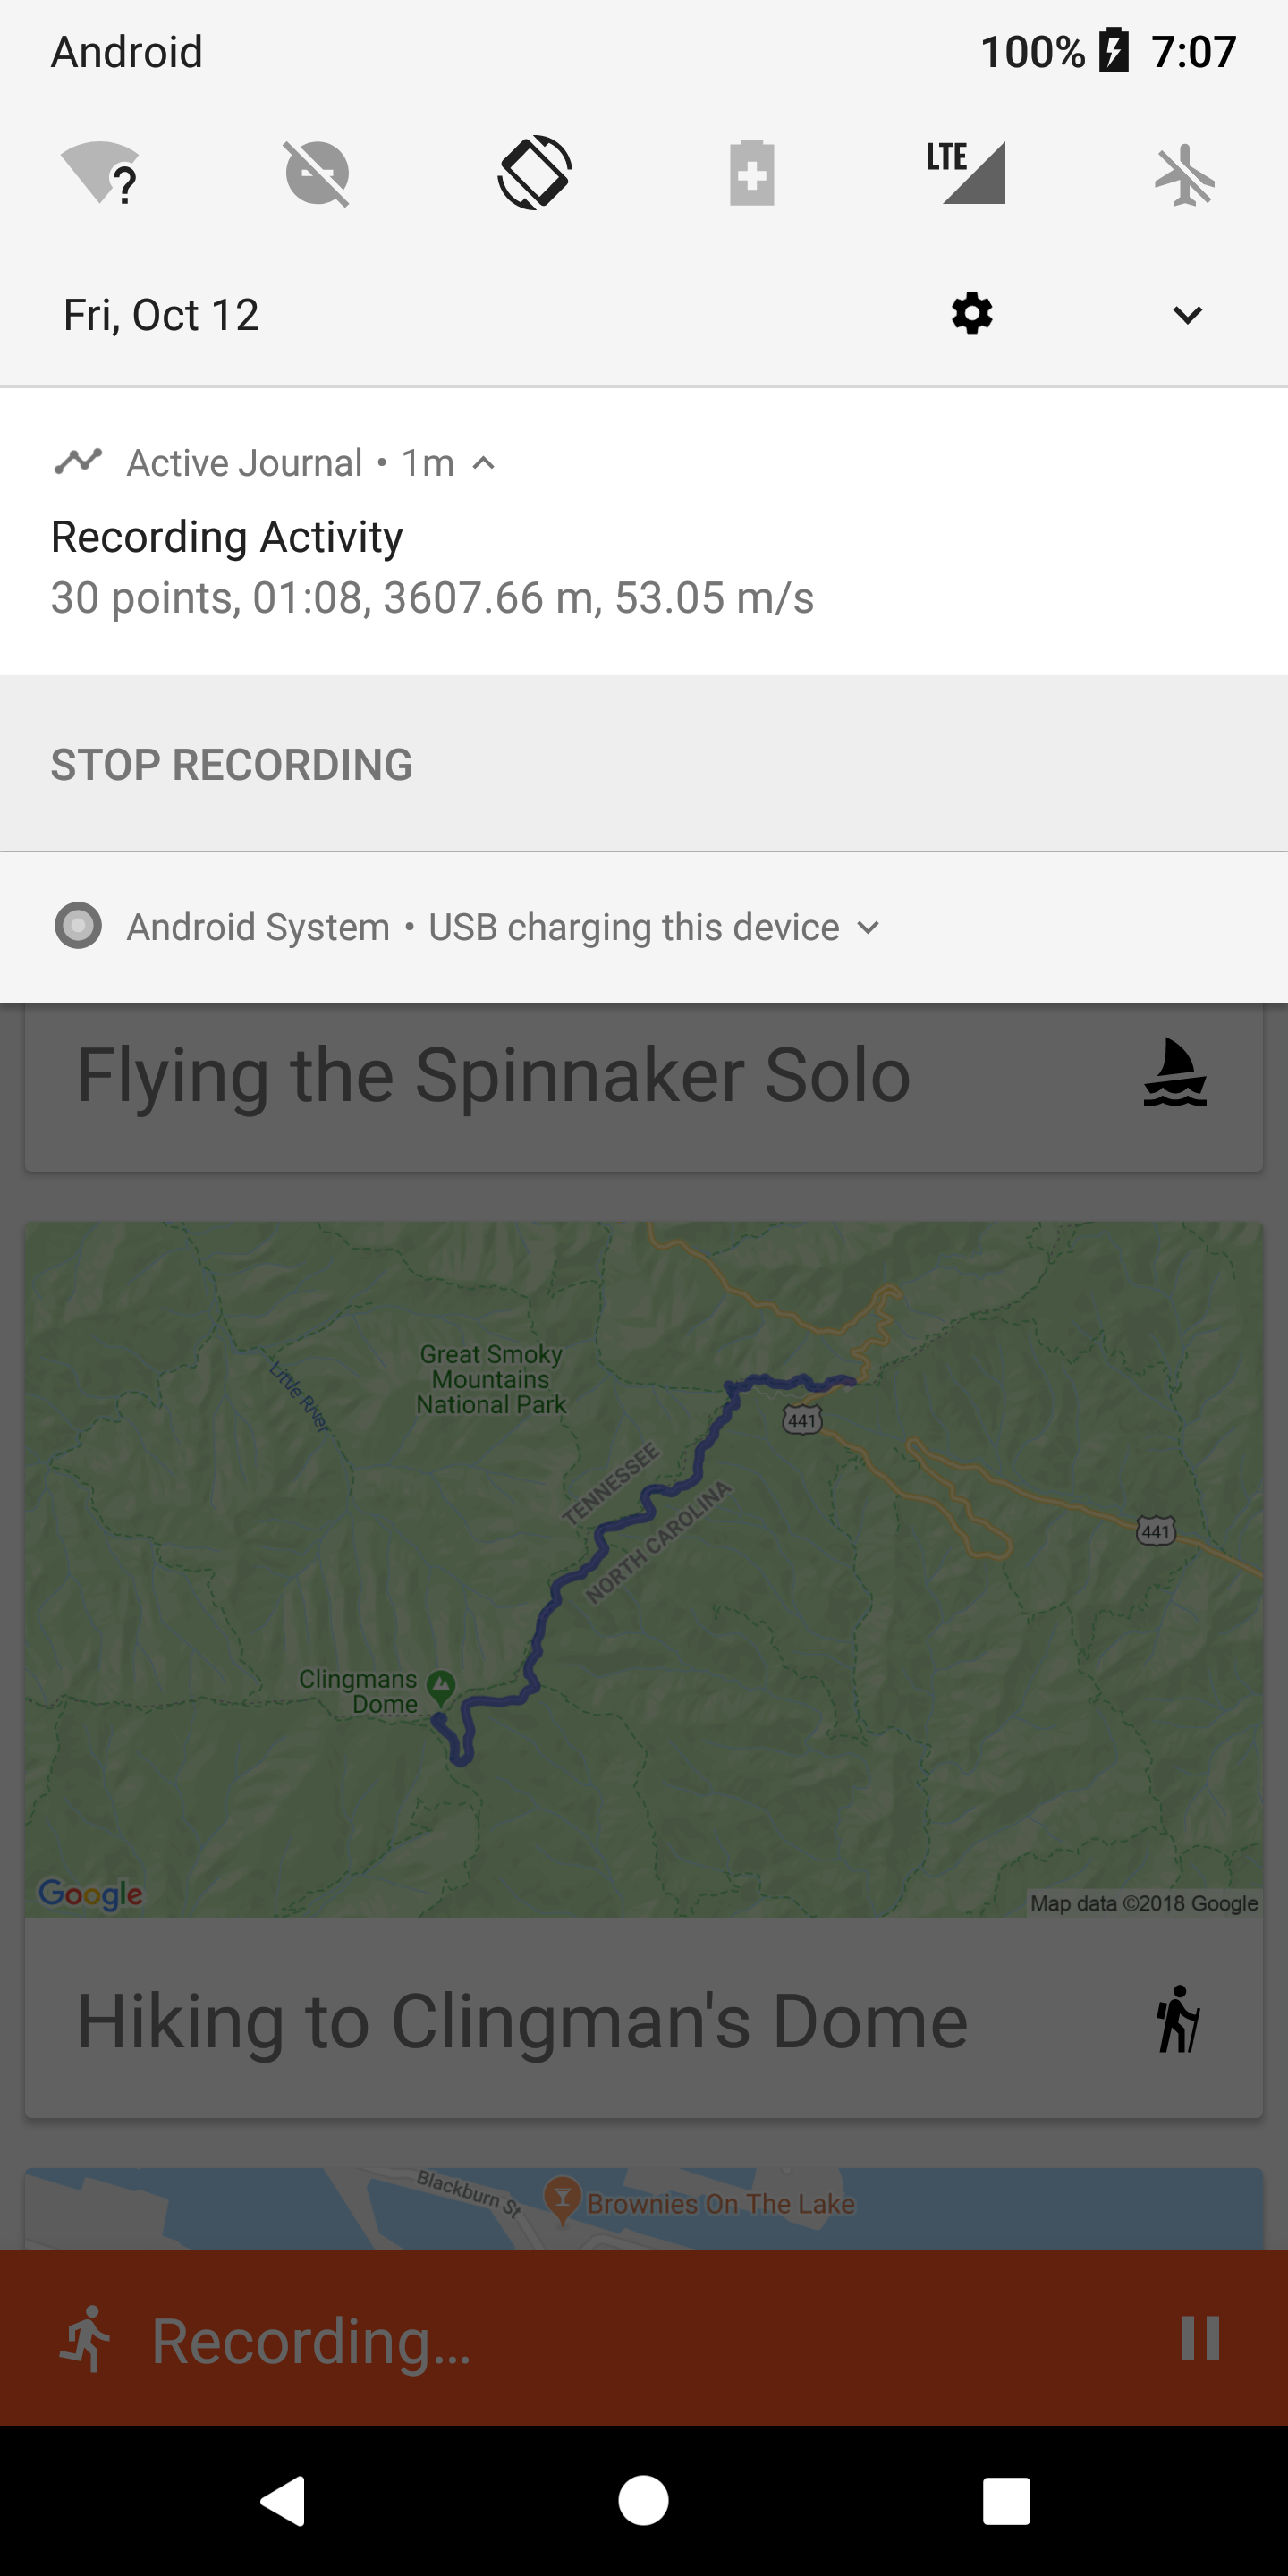 Android 100% 7:07
?
LTE
Fri, Oct 12
Active Journal • 1m
Recording Activity
30 points, 01:08, 3607.66 m, 53.05 m/s
STOP RECORDING
Android System • USB charging this device
Flying the Spinnaker Solo
Great Smoky
Mountains
National Park
Little River
441
TENNESSEE
NORTH CAROLINA
441
Clingmans
Dome
Google
Map data ©2018 Google
Hiking to Clingman's Dome
Blackburn St
Brownies On The Lake
Recording…